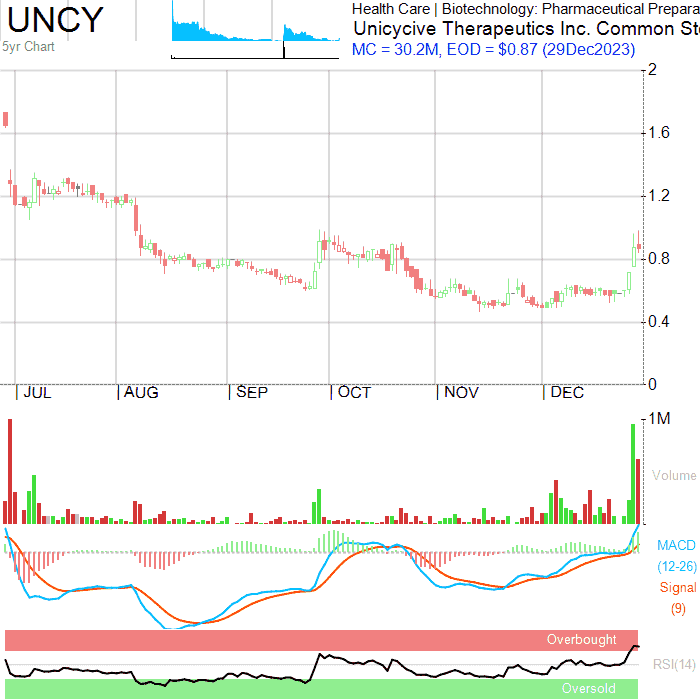 UNCY
5yr Chart
Health Care | Biotechnology: Pharmaceutical Prepara
Unicycive Therapeutics Inc. Common Sto
MC = 30.2M, EOD = $0.87 (29Dec2023)
2
1.6
1.2
0.8
0.4
0
| JUL | AUG | SEP | OCT | NOV | DEC
1M
Volume
MACD
(12-26)
Signal
(9)
Overbought
RSI(14)
Oversold